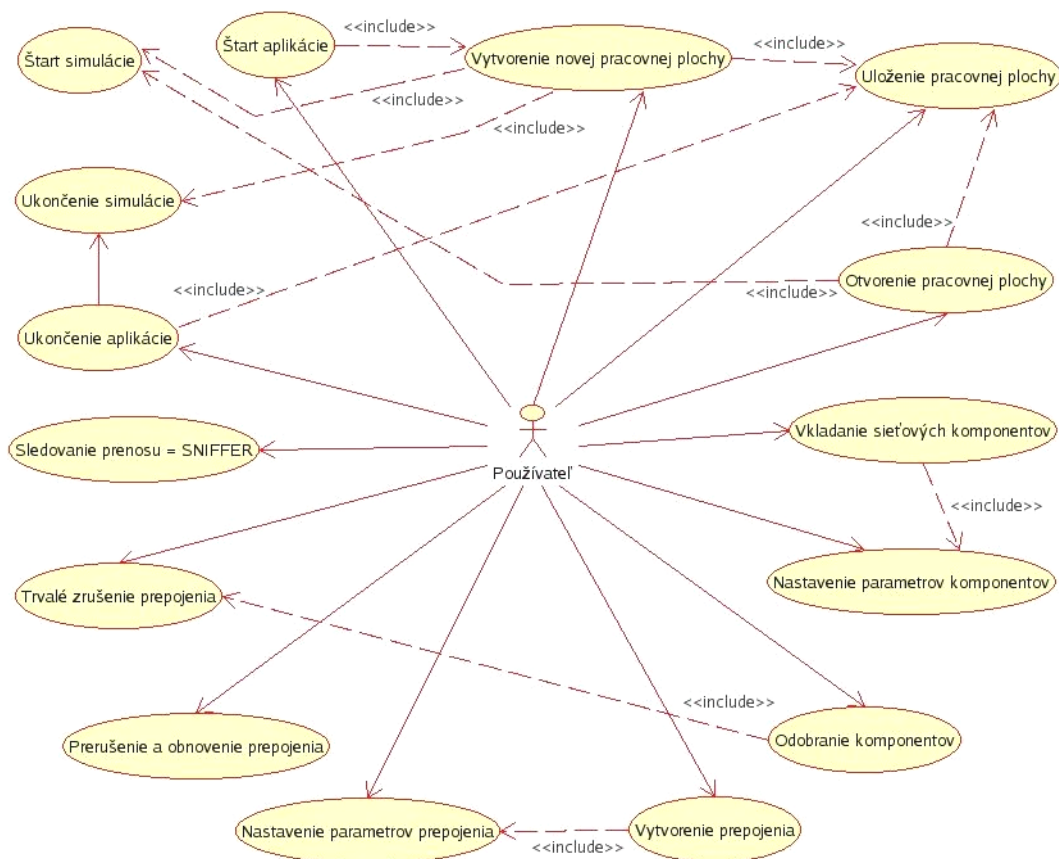 Štart simulácie
Štart aplikácie
<<include>>
Vytvorenie novej pracovnej plochy
<<include>>
Uloženie pracovnej plochy
<<include>>
<<include>>
Ukončenie simulácie
<<include>>
<<include>>
Ukončenie aplikácie
<<include>>
Otvorenie pracovnej plochy
Sledovanie prenosu = SNIFFER
Používateľ
Vkladanie sieťových komponentov
<<include>>
Nastavenie parametrov komponentov
Trvalé zrušenie prepojenia
<<include>>
Odobranie komponentov
Prerušenie a obnovenie prepojenia
Nastavenie parametrov prepojenia
<<include>>
Vytvorenie prepojenia